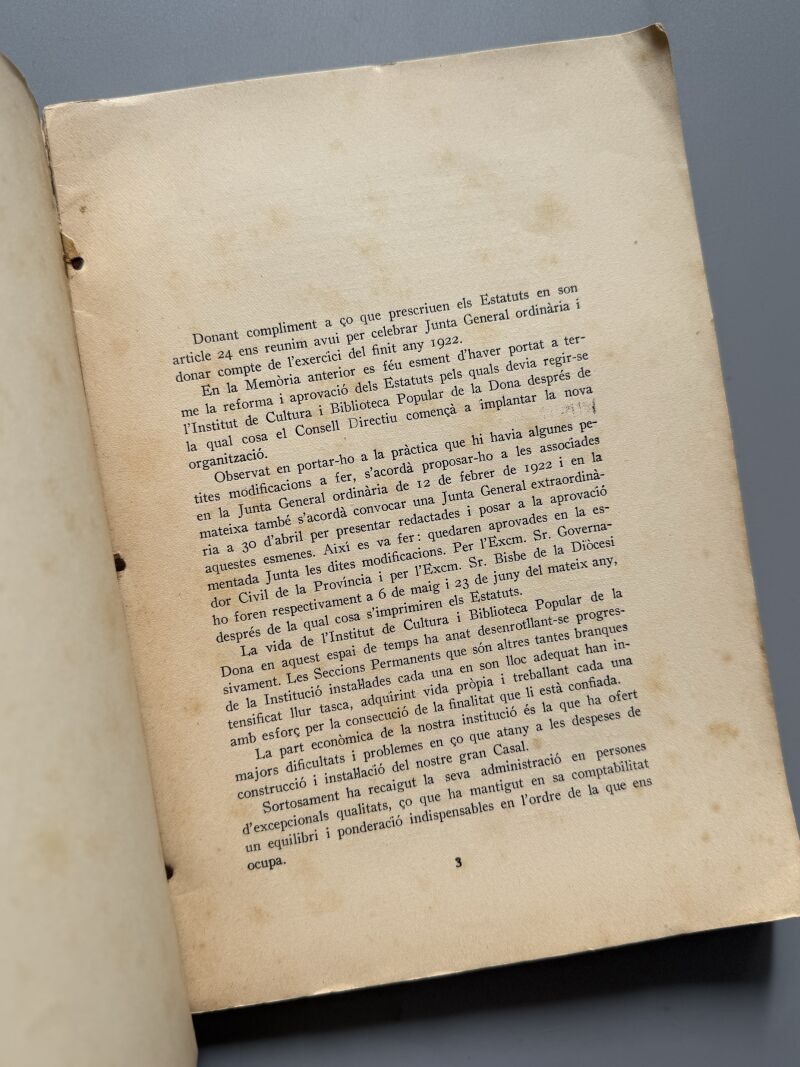 Donant compliment a ço que prescriuen els Estatuts en son
article 24 ens reunim avui per celebrar Junta General ordinària i
donar compte de l'exercici del finit any 1922.
En la Memòria anterior es féu esment d'haver portat a ter-
me la reforma i aprovació dels Estatuts pels quals devia regir-se
l'Institut de Cultura i Biblioteca Popular de la Dona després de
la qual cosa el Consell Directiu començà a implantar la nova
organització.
Observat en portar-ho a la pràctica que hi havia algunes pe-
tites modificacions a fer, s'acordà proposar-ho a les associades
en la Junta General ordinària de 12 de febrer de 1922 i en la
mateixa també s'acordà convocar una Junta General extraordinà-
ria a 30 d'abril per presentar redactades i posar a la aprovació
aquestes esmenes. Així es va fer: quedaren aprovades en la es-
mentada Junta les dites modificacions. Per l'Excm. Sr. Governa-
dor Civil de la Província i per l'Excm. Sr. Bisbe de la Diòcesi
ho foren respectivament a 6 de maig i 23 de juny del mateix any,
després de la qual cosa s'imprimiren els Estatuts.
La vida de l'Institut de Cultura i Biblioteca Popular de la
Dona en aquest espai de temps ha anat desenrotllant-se progres-
sivament. Les Seccions Permanents que són altres tantes branques
de la Institució instaŀlades cada una en son lloc adequat han in-
tensificat llur tasca, adquirint vida pròpia i treballant cada una
amb esforç per la consecució de la finalitat que li està confiada.
La part econòmica de la nostra institució és la que ha ofert
majors dificultats i problemes en ço que atany a les despeses de
construcció i instaŀlació del nostre gran Casal.
Sortosament ha recaigut la seva administració en persones
d'excepcionals qualitats, ço que ha mantigut en sa comptabilitat
un equilibri i ponderació indispensables en l'ordre de la que ens
ocupa.
3